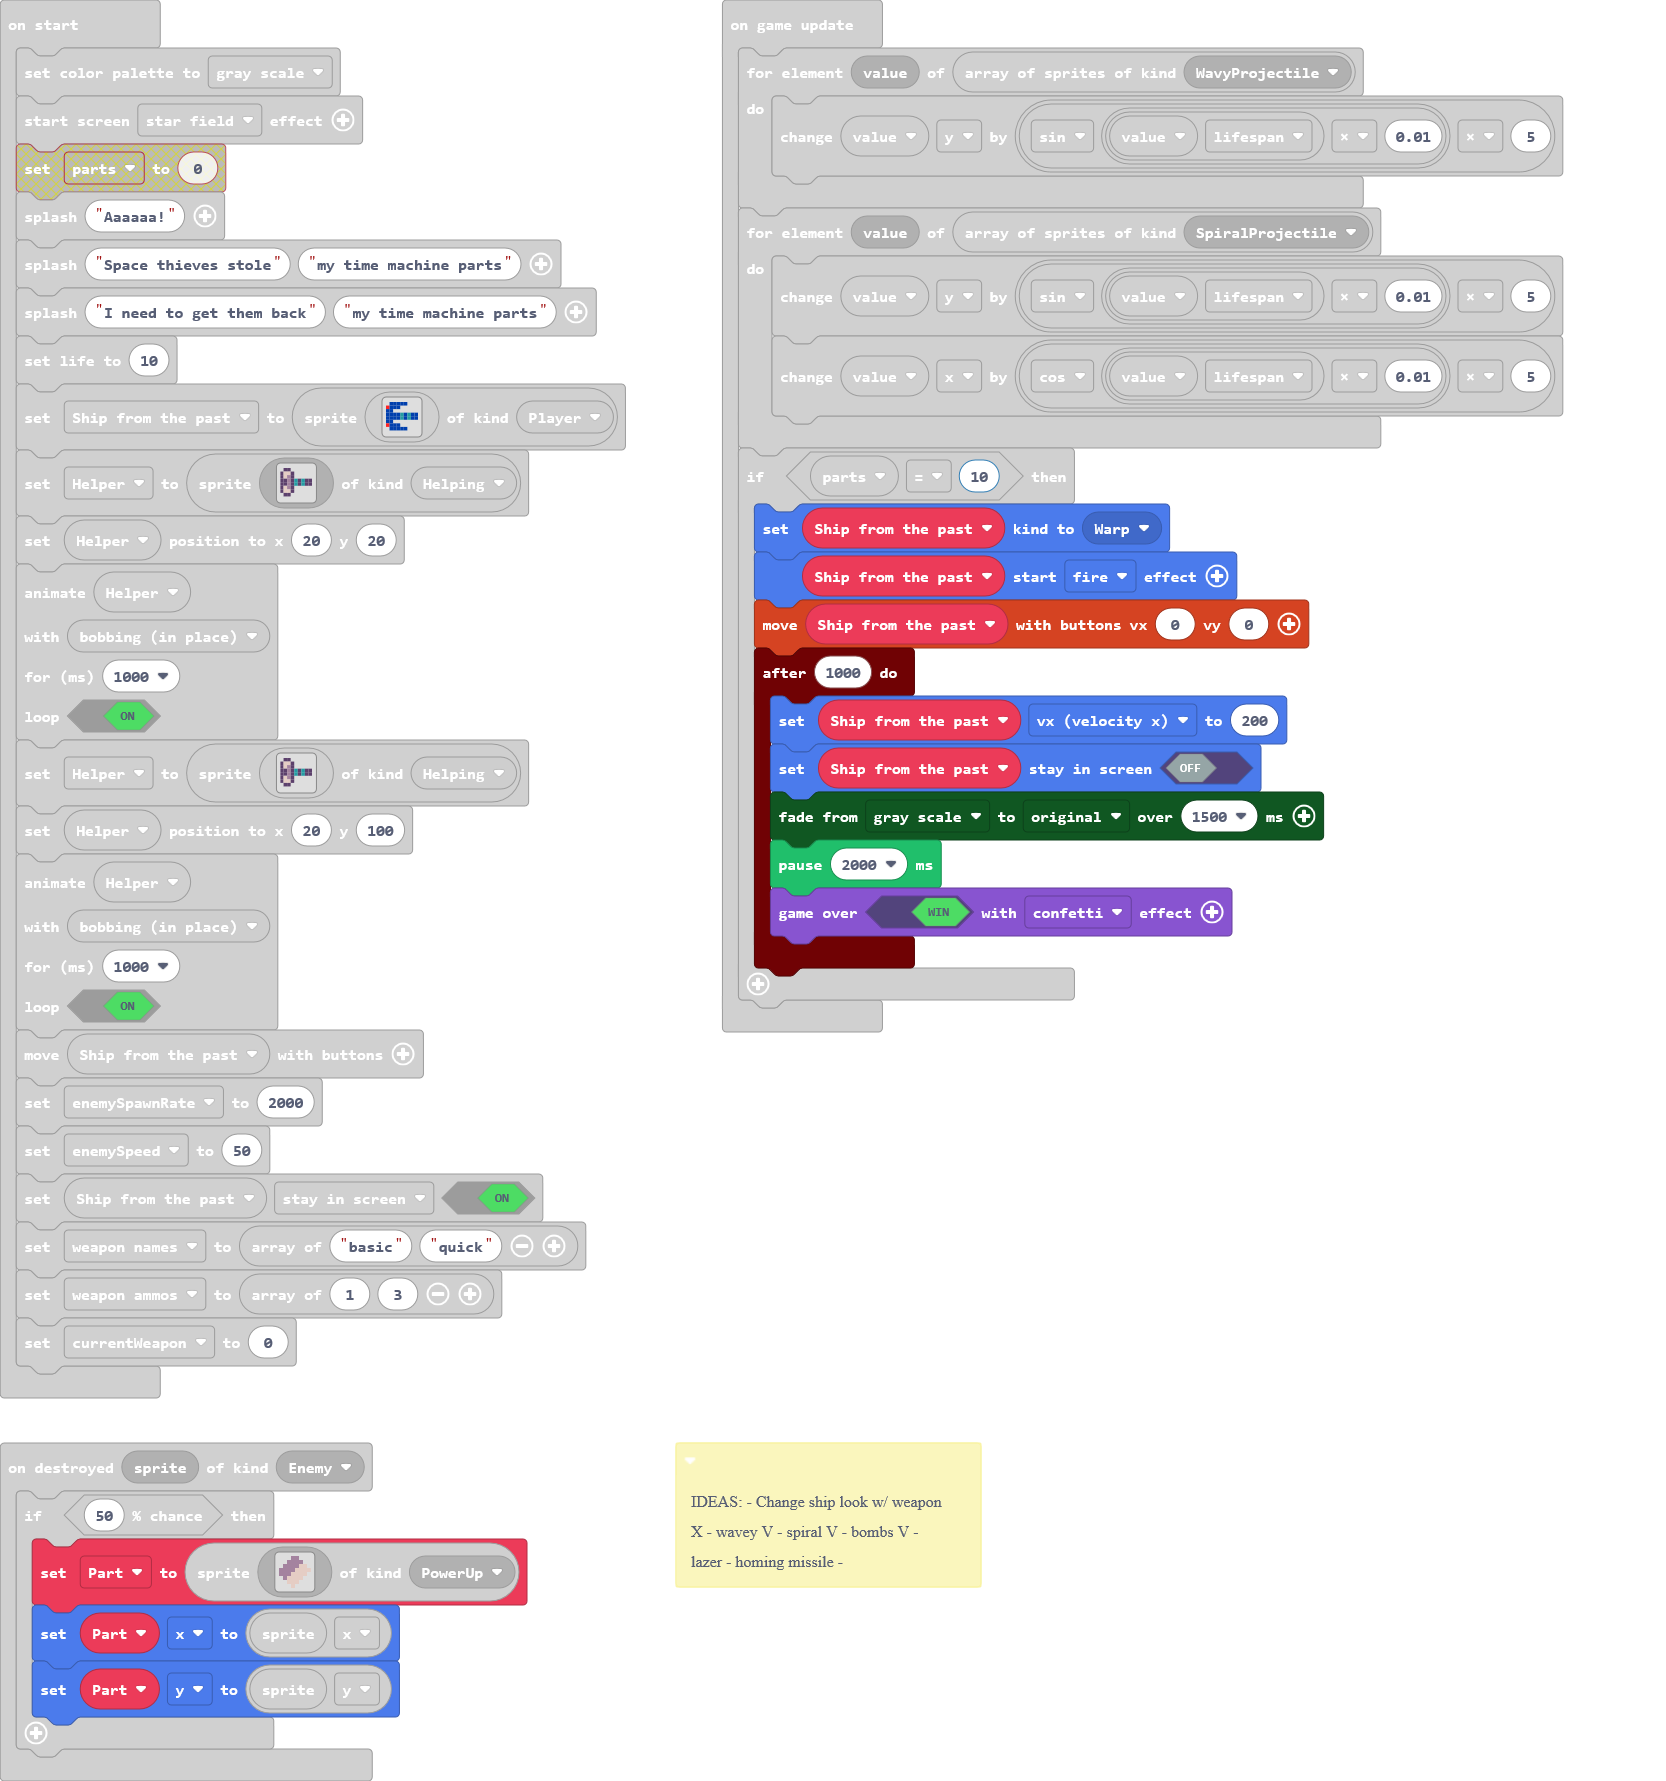 on start
set color palette to gray scale
start screen star field effect
set parts to 0
splash "Aaaaaa!"
splash "Space thieves stole" "my time machine parts"
splash "I need to get them back" "my time machine parts"
set life to 10
set Ship from the past to sprite of kind Player
set Helper to sprite of kind Helping
set Helper position to x 20 y 20
animate Helper
with bobbing (in place)
for (ms) 1000
loop ON
set Helper to sprite of kind Helping
set Helper position to x 20 y 100
animate Helper
with bobbing (in place)
for (ms) 1000
loop ON
move Ship from the past with buttons
set enemySpawnRate to 2000
set enemySpeed to 50
set Ship from the past stay in screen ON
set weapon names to array of "basic" "quick"
set weapon ammos to array of 1 3
set currentWeapon to 0
on game update
for element value of array of sprites of kind WavyProjectile
do
change value y by sin value lifespan × 0.01 × 5
for element value of array of sprites of kind SpiralProjectile
do
change value y by sin value lifespan × 0.01 × 5
change value x by cos value lifespan × 0.01 × 5
if parts = 10 then
set Ship from the past kind to Warp
Ship from the past start fire effect
move Ship from the past with buttons vx 0 vy 0
after 1000 do
set Ship from the past vx (velocity x) to 200
set Ship from the past stay in screen OFF
fade from gray scale to original over 1500 ms
pause 2000 ms
game over WIN with confetti effect
on destroyed sprite of kind Enemy
if 50 % chance then
set Part to sprite of kind PowerUp
set Part x to sprite x
set Part y to sprite y
IDEAS: - Change ship look w/ weapon
X - wavey V - spiral V - bombs V -
lazer - homing missile -